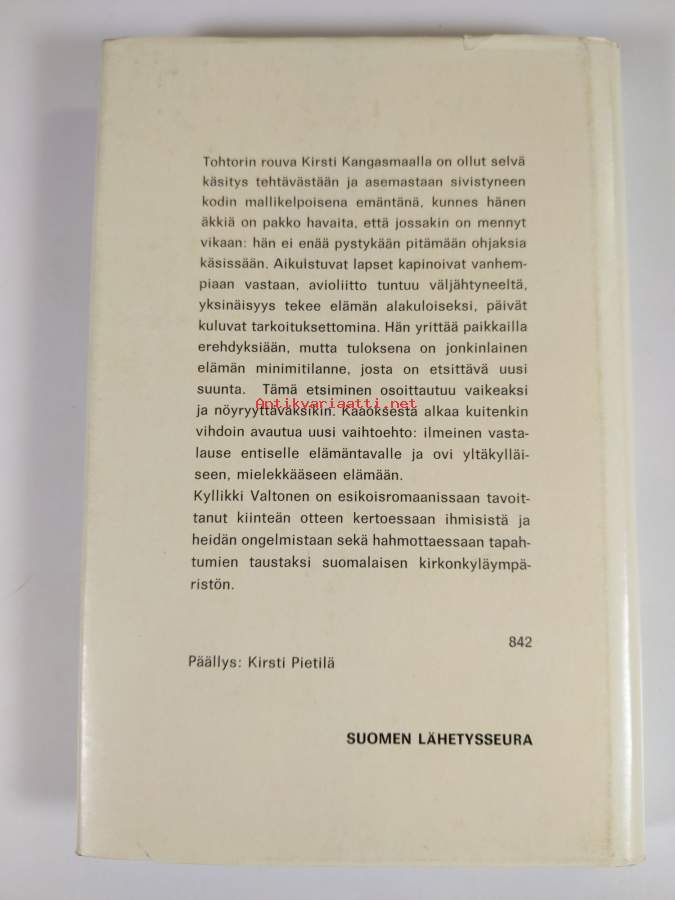 Tohtorin rouva Kirsti Kangasmaalla on ollut selvä
käsitys tehtävästään ja asemastaan sivistyneen
kodin mallikelpoisena emäntänä, kunnes hänen
äkkiä on pakko havaita, että jossakin on mennyt
vikaan: hän ei enää pystykään pitämään ohjaksia
käsissään. Aikuistuvat lapset kapinoivat vanhem-
piaan vastaan, avioliitto tuntuu väljähtyneeltä,
yksinäisyys tekee elämän alakuloiseksi, päivät
kuluvat tarkoituksettomina. Hän yrittää paikkailla
erehdyksiään, mutta tuloksena on jonkinlainen
elämän minimitilanne, josta on etsittävä uusi
suunta. Tämä etsiminen osoittautuu vaikeaksi
Antikvariaatti.net
ja nöyryyttäväksikin. Kaaoksesta alkaa kuitenkin
vihdoin avautua uusi vaihtoehto: ilmeinen vasta-
lause entiselle elämäntavalle ja ovi yltäkylläi-
seen, mielekkääseen elämään.
Kyllikki Valtonen on esikoisromaanissaan tavoit-
tanut kiinteän otteen kertoessaan ihmisistä ja
heidän ongelmistaan sekä hahmottaessaan tapah-
tumien taustaksi suomalaisen kirkonkyläympä-
ristön.
842
Päällys: Kirsti Pietilä
SUOMEN LÄHETYSSEURA